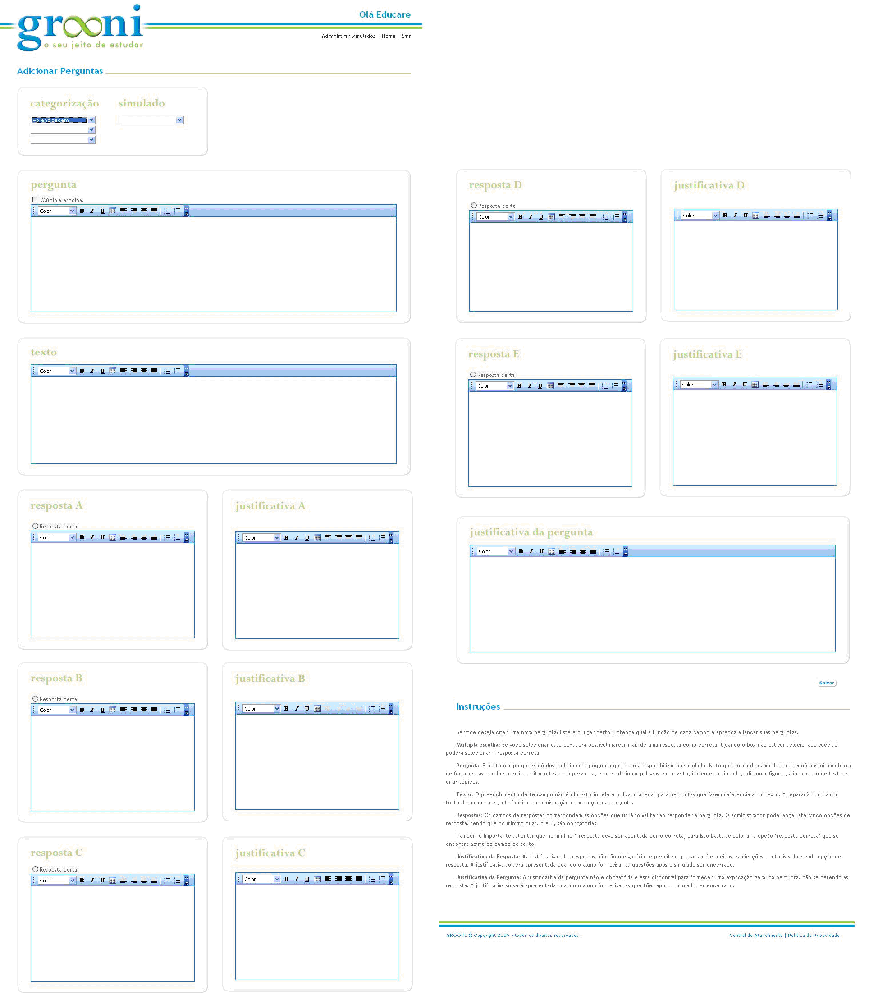 grooni
o seu jeito de estudar
Olá Educare
Administrar Simulados | Home | Sair
Adicionar Perguntas
categorização
simulado
Aprendizagem
pergunta
Múltipla escolha.
Color B I U
texto
Color B I U
resposta A
justificativa A
Resposta certa
Color B I U
Color B I U
resposta B
justificativa B
Resposta certa
Color B I U
Color B I U
resposta C
justificativa C
Resposta certa
Color B I U
Color B I U
resposta D
justificativa D
Resposta certa
Color B I U
Color B I U
resposta E
justificativa E
Resposta certa
Color B I U
Color B I U
justificativa da pergunta
Color B I U
Salvar
Instruções
Se você deseja criar uma nova pergunta? Este é o lugar certo. Entenda qual a função de cada campo e aprenda a lançar suas perguntas.
Múltipla escolha: Se você selecionar este box, será possível marcar mais de uma resposta como correta. Quando o box não estiver selecionado você só
poderá selecionar 1 resposta correta.
Pergunta: É neste campo que você deve adicionar a pergunta que deseja disponibilizar no simulado. Note que acima da caixa de texto você possui uma barra
de ferramentas que lhe permite editar o texto da pergunta, como: adicionar palavras em negrito, itálico e sublinhado, adicionar figuras, alinhamento de texto e
criar tópicos.
Texto: O preenchimento deste campo não é obrigatório, ele é utilizado apenas para perguntas que fazem referência a um texto. A separação do campo
texto do campo pergunta facilita a administração e execução da pergunta.
Respostas: Os campos de respostas correspondem as opções que usuário vai ter ao responder a pergunta. O administrador pode lançar até cinco opções de
resposta, sendo que no mínimo duas, A e B, são obrigatórias.
Também é importante salientar que no mínimo 1 resposta deve ser apontada como correta, para isto basta selecionar a opção ‘resposta correta’ que se
encontra acima do campo de texto.
Justificativa da Resposta: As justificativas das respostas não são obrigatórias e permitem que sejam fornecidas explicações pontuais sobre cada opção de
resposta. A justificativa só será apresentada quando o aluno for revisar as questões após o simulado ser encerrado.
Justificativa da Pergunta: A justificativa da pergunta não é obrigatória e está disponível para fornecer uma explicação geral da pergunta, não se detendo as
resposta. A justificativa só será apresentada quando o aluno for revisar as questões após o simulado ser encerrado.
GROONI © Copyright 2009 - todos os direitos reservados.
Central de Atendimento | Política de Privacidade